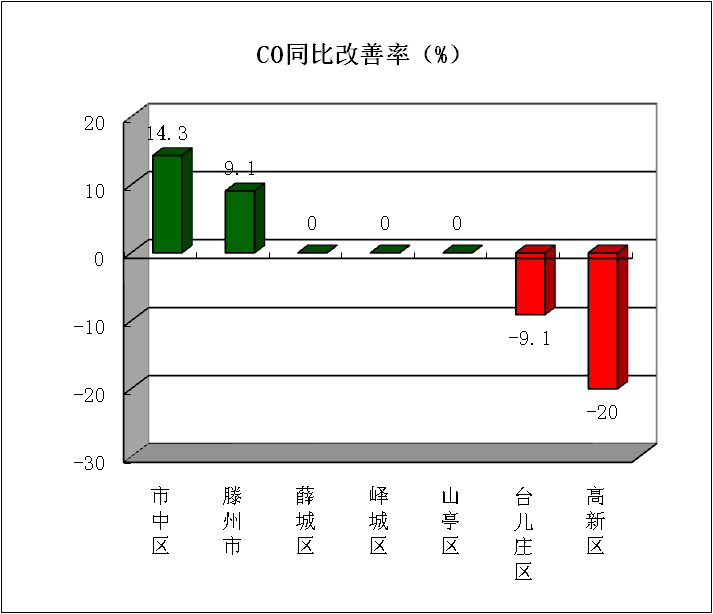 CO同比改善率（%）
20
10
0
-10
-20
-30
14.3
9.1
0
0
0
-9.1
-20
市中区
滕州市
薛城区
峄城区
山亭区
台儿庄区
高新区